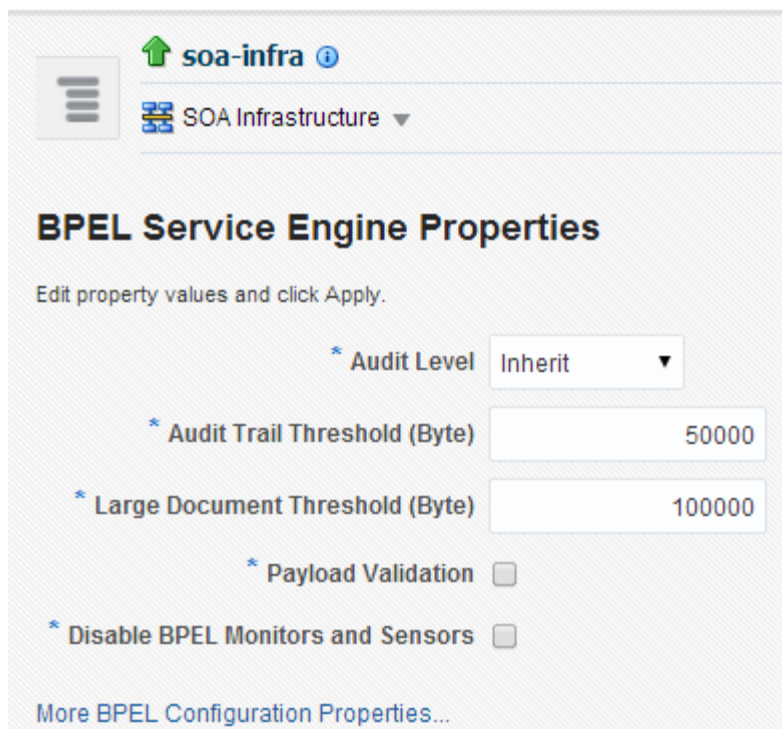 soa-infra
SOA Infrastructure
BPEL Service Engine Properties
Edit property values and click Apply.
* Audit Level Inherit
* Audit Trail Threshold (Byte) 50000
* Large Document Threshold (Byte) 100000
* Payload Validation
* Disable BPEL Monitors and Sensors
More BPEL Configuration Properties...